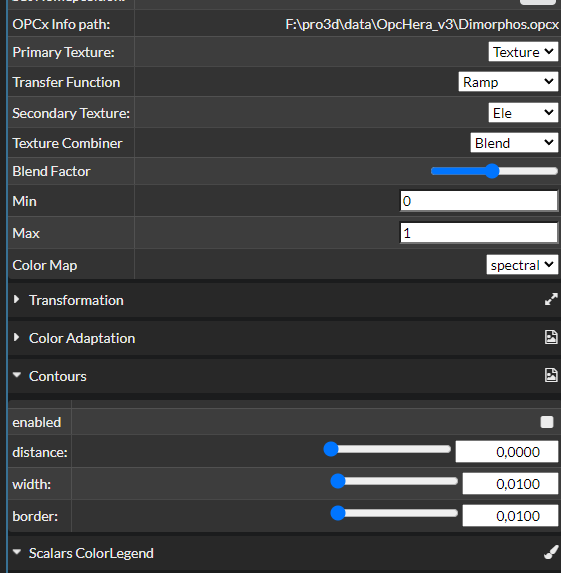 OPCx Info path: F:\pro3d\data\OpcHera_v3\Dimorphos.opcx
Primary Texture: Texture
Transfer Function Ramp
Secondary Texture: Ele
Texture Combiner Blend
Blend Factor
Min 0
Max 1
Color Map spectral
Transformation
Color Adaptation
Contours
enabled
distance: 0,0000
width: 0,0100
border: 0,0100
Scalars ColorLegend